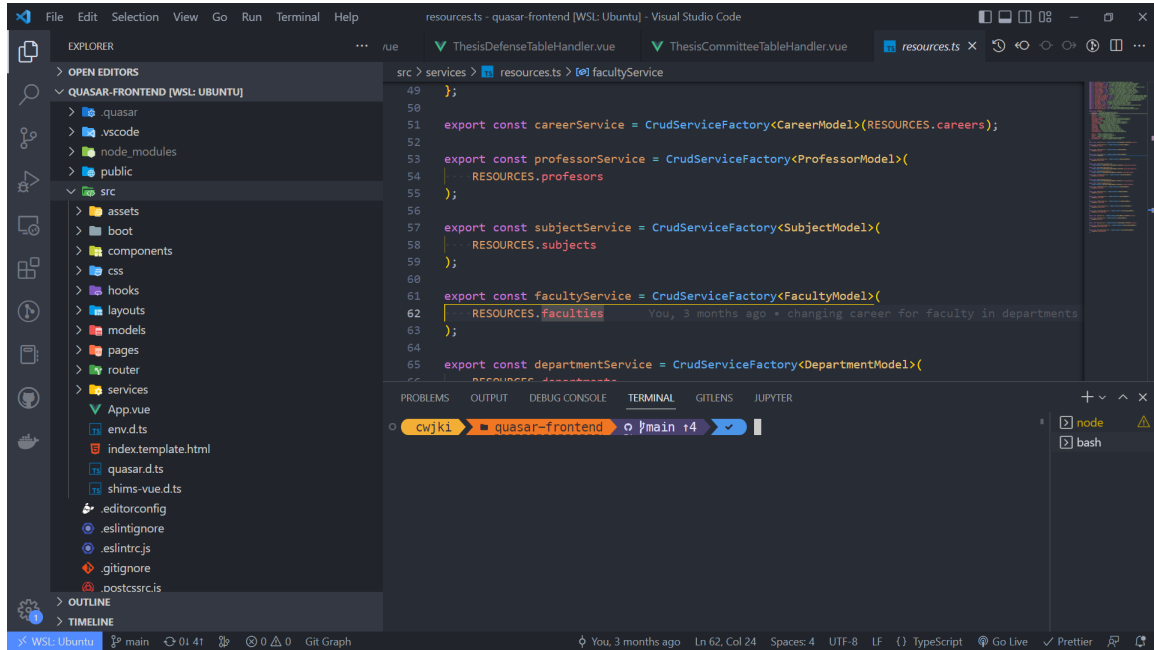 File Edit Selection View Go Run Terminal Help
resources.ts - quasar-frontend [WSL: Ubuntu] - Visual Studio Code
EXPLORER
OPEN EDITORS
QUASAR-FRONTEND [WSL: UBUNTU]
.quasar
.vscode
node_modules
public
src
assets
boot
components
css
hooks
layouts
models
pages
router
services
App.vue
env.d.ts
index.template.html
quasar.d.ts
shims-vue.d.ts
.editorconfig
.eslintignore
.eslintrc.js
.gitignore
.postcssrc.js
OUTLINE
TIMELINE
ThesisDefenseTableHandler.vue ThesisCommitteeTableHandler.vue resources.ts
src > services > resources.ts > facultyService
49 };
50
51 export const careerService = CrudServiceFactory<CareerModel>(RESOURCES.careers);
52
53 export const professorService = CrudServiceFactory<ProfessorModel>(
54 RESOURCES.profesors
55 );
56
57 export const subjectService = CrudServiceFactory<SubjectModel>(
58 RESOURCES.subjects
59 );
60
61 export const facultyService = CrudServiceFactory<FacultyModel>(
62 RESOURCES.faculties You, 3 months ago • changing career for faculty in departments
63 );
64
65 export const departmentService = CrudServiceFactory<DepartmentModel>(
66 RESOURCES.departments
PROBLEMS OUTPUT DEBUG CONSOLE TERMINAL GITLENS JUPYTER
cwjki quasar-frontend main ↑4 ✓
node
bash
1
WSL: Ubuntu main 0↓ 4↑ 0 0 Git Graph You, 3 months ago Ln 62, Col 24 Spaces: 4 UTF-8 LF {} TypeScript Go Live Prettier